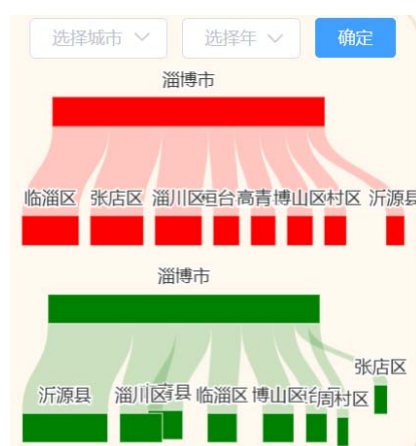 选择城市 选择年 确定
淄博市
临淄区 张店区 淄川区 桓台 高青 博山区 村区 沂源县
淄博市
张店区
沂源县 淄川区 县 临淄区 博山区 周村区